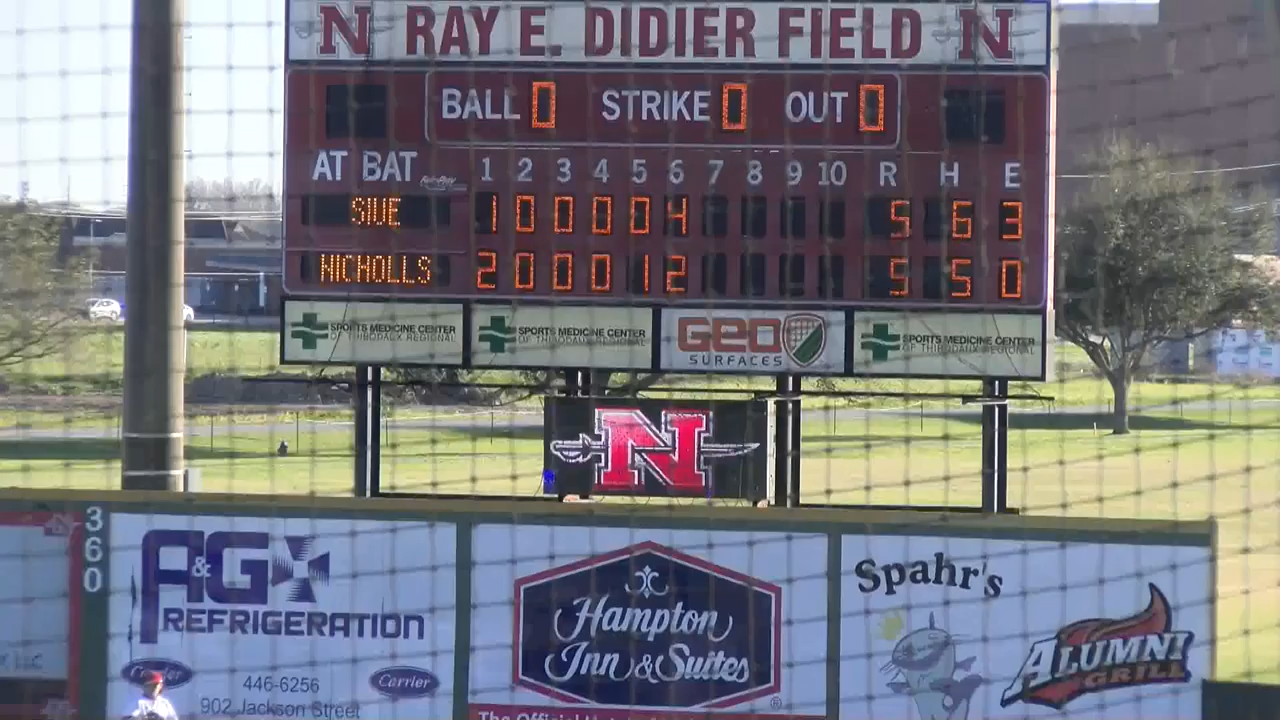 N RAY E. DIDIER FIELD N
BALL 0 STRIKE 0 OUT 0
AT BAT 1 2 3 4 5 6 7 8 9 10 R H E
SIUE 1 0 0 0 0 4 5 6 3
NICHOLLS 2 0 0 0 1 2 5 5 0
SPORTS MEDICINE CENTER
OF THIBODAUX REGIONAL
SPORTS MEDICINE CENTER
OF THIBODAUX REGIONAL
GEO
SURFACES
SPORTS MEDICINE CENTER
OF THIBODAUX REGIONAL
N
360
A&G
REFRIGERATION
Carrier
Carrier
446-6256
902 Jackson Street
Hampton
Inn & Suites
®
The Official
Spahr's
ALUMNI
GRILL